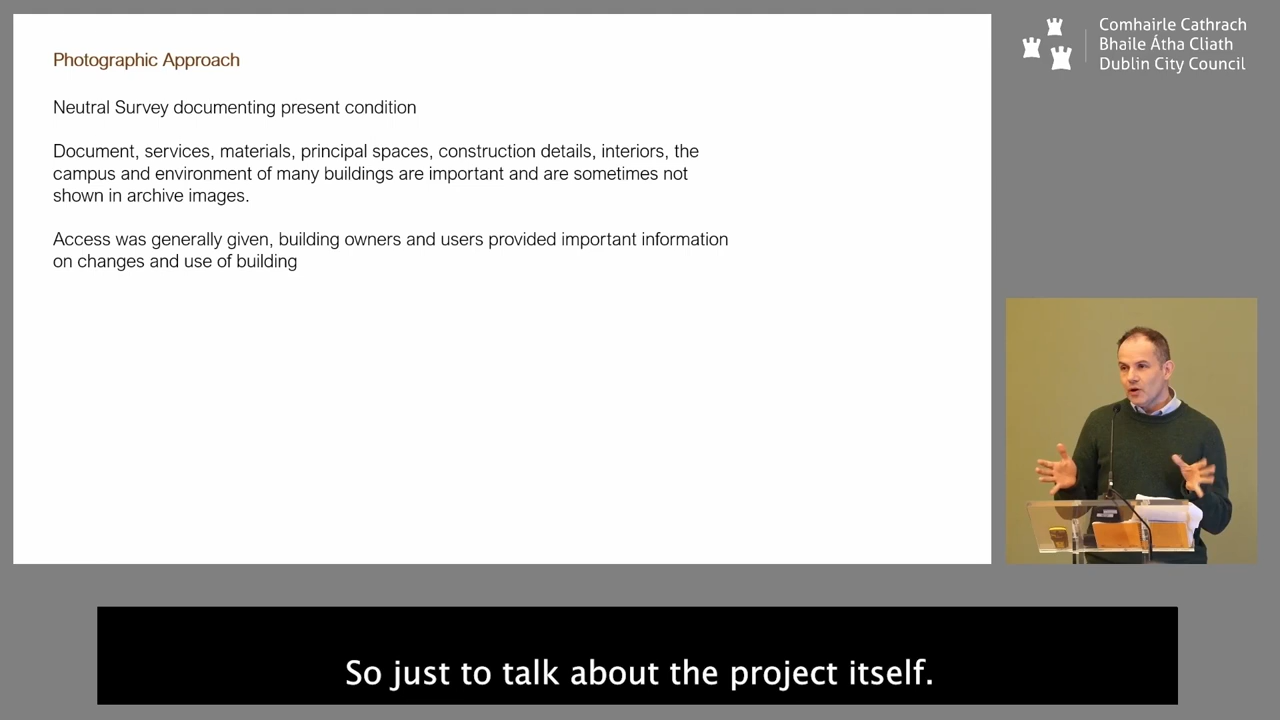 Photographic Approach
Neutral Survey documenting present condition
Document, services, materials, principal spaces, construction details, interiors, the
campus and environment of many buildings are important and are sometimes not
shown in archive images.
Access was generally given, building owners and users provided important information
on changes and use of building
Comhairle Cathrach
Bhaile Átha Cliath
Dublin City Council
So just to talk about the project itself.